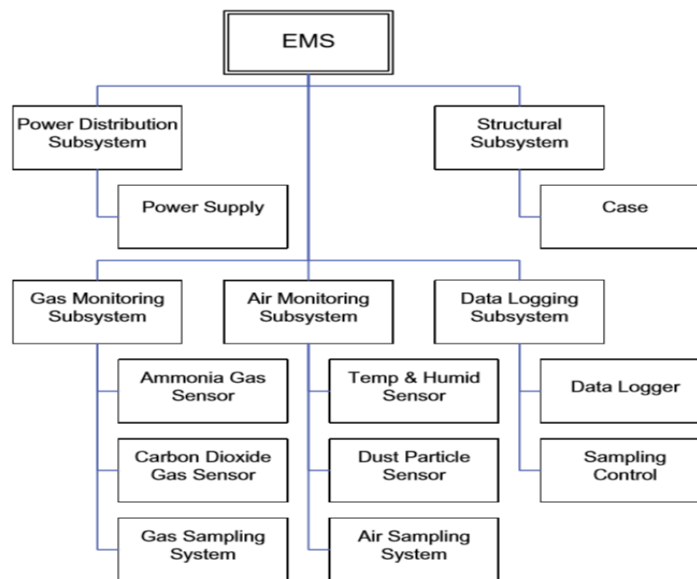 EMS
Power Distribution
Subsystem
Structural
Subsystem
Power Supply
Case
Gas Monitoring
Subsystem
Air Monitoring
Subsystem
Data Logging
Subsystem
Ammonia Gas
Sensor
Temp & Humid
Sensor
Data Logger
Carbon Dioxide
Gas Sensor
Dust Particle
Sensor
Sampling
Control
Gas Sampling
System
Air Sampling
System